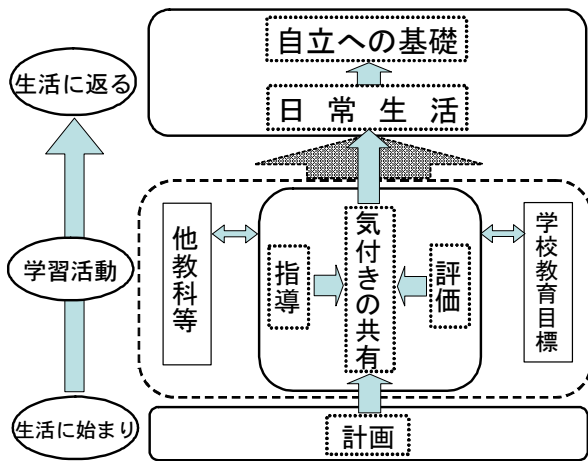 自立への基礎
生活に返る
日常生活
他教科等
指導
気付きの共有
評価
学校教育目標
学習活動
生活に始まり
計画